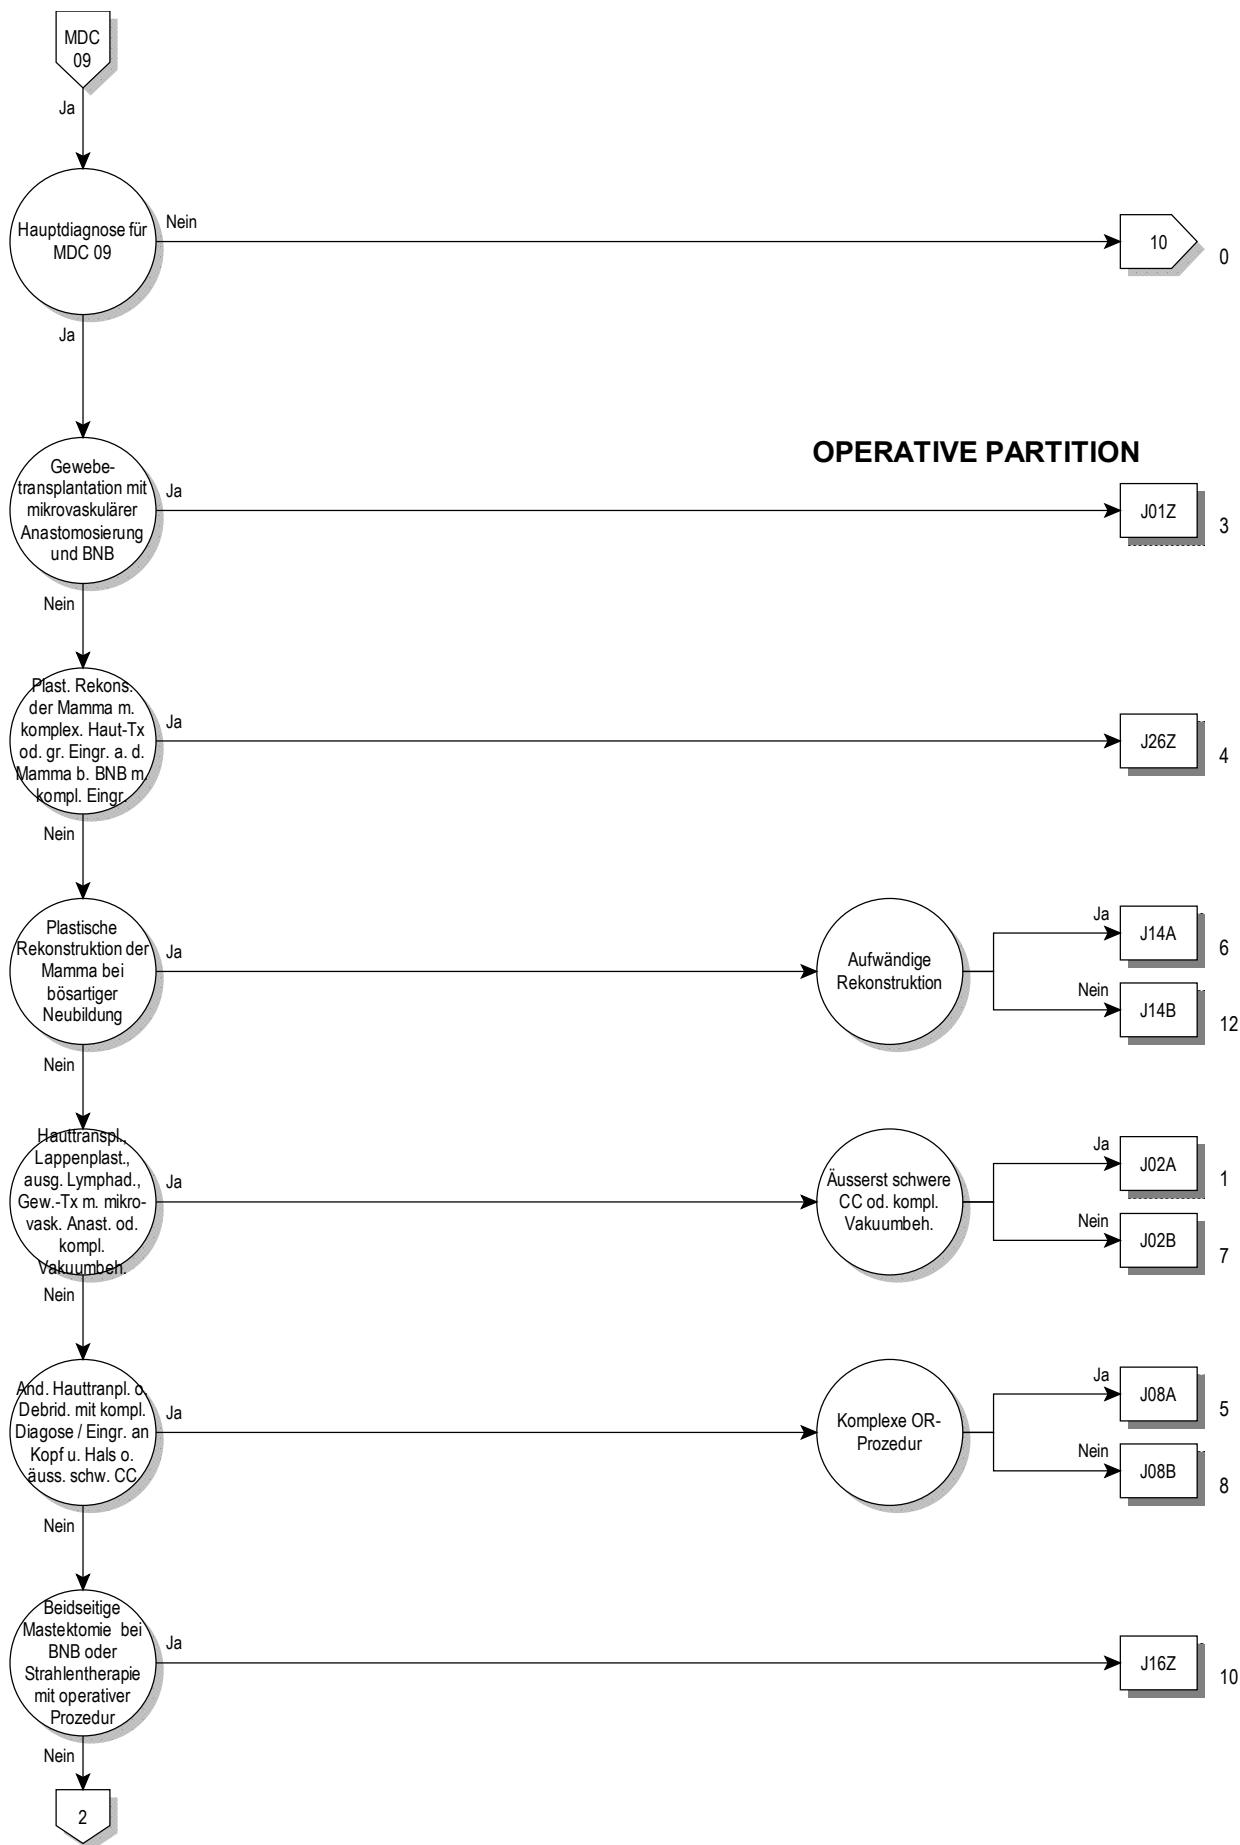 MDC
09
Ja
Hauptdiagnose für
MDC 09
Nein
10
0
Ja
OPERATIVE PARTITION
Gewebe-
transplantation mit
mikrovaskulärer
Anastomosierung
und BNB
Ja
J01Z
3
Nein
Plast. Rekons.
der Mamma m.
komplex. Haut-Tx
od. gr. Eingr. a. d.
Mamma b. BNB m.
kompl. Eingr.
Ja
J26Z
4
Nein
Plastische
Rekonstruktion der
Mamma bei
bösartiger
Neubildung
Ja
Aufwändige
Rekonstruktion
Ja
J14A
6
Nein
J14B
12
Nein
Hauttranspl.,
Lappenplast.,
ausg. Lymphad.,
Gew.-Tx m. mikro-
vask. Anast. od.
kompl.
Vakuumbeh.
Ja
Äusserst schwere
CC od. kompl.
Vakuumbeh.
Ja
J02A
1
Nein
J02B
7
Nein
And. Hauttranpl. o.
Debrid. mit kompl.
Diagose / Eingr. an
Kopf u. Hals o.
äuss. schw. CC
Ja
Komplexe OR-
Prozedur
Ja
J08A
5
Nein
J08B
8
Nein
Beidseitige
Mastektomie bei
BNB oder
Strahlentherapie
mit operativer
Prozedur
Ja
J16Z
10
Nein
2